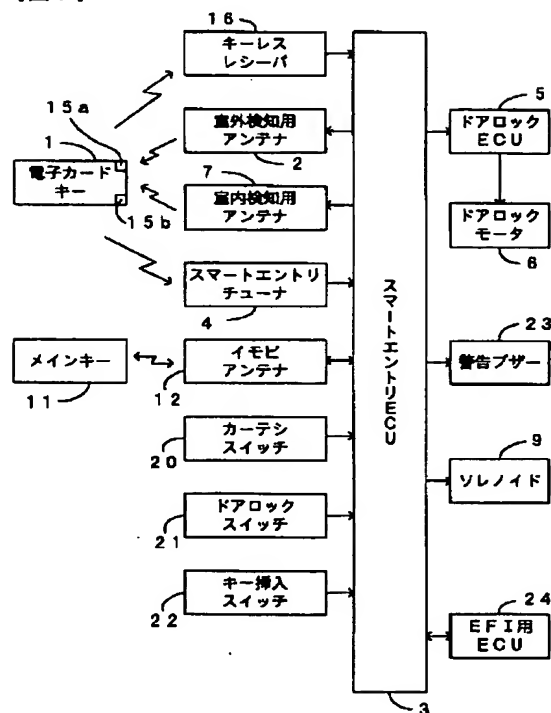 16
キーレス
レシーバ
15a
1
電子カード
キー
15b
室外検知用
アンテナ
2
7
室内検知用
アンテナ
スマートエントリ
チューナ
4
メインキー
11
イモビ
アンテナ
12
カーテシ
スイッチ
20
ドアロック
スイッチ
21
キー挿入
スイッチ
22
スマートエントリECU
3
5
ドアロック
ECU
ドアロック
モータ
6
23
警告ブザー
9
ソレノイド
24
EFI用
ECU